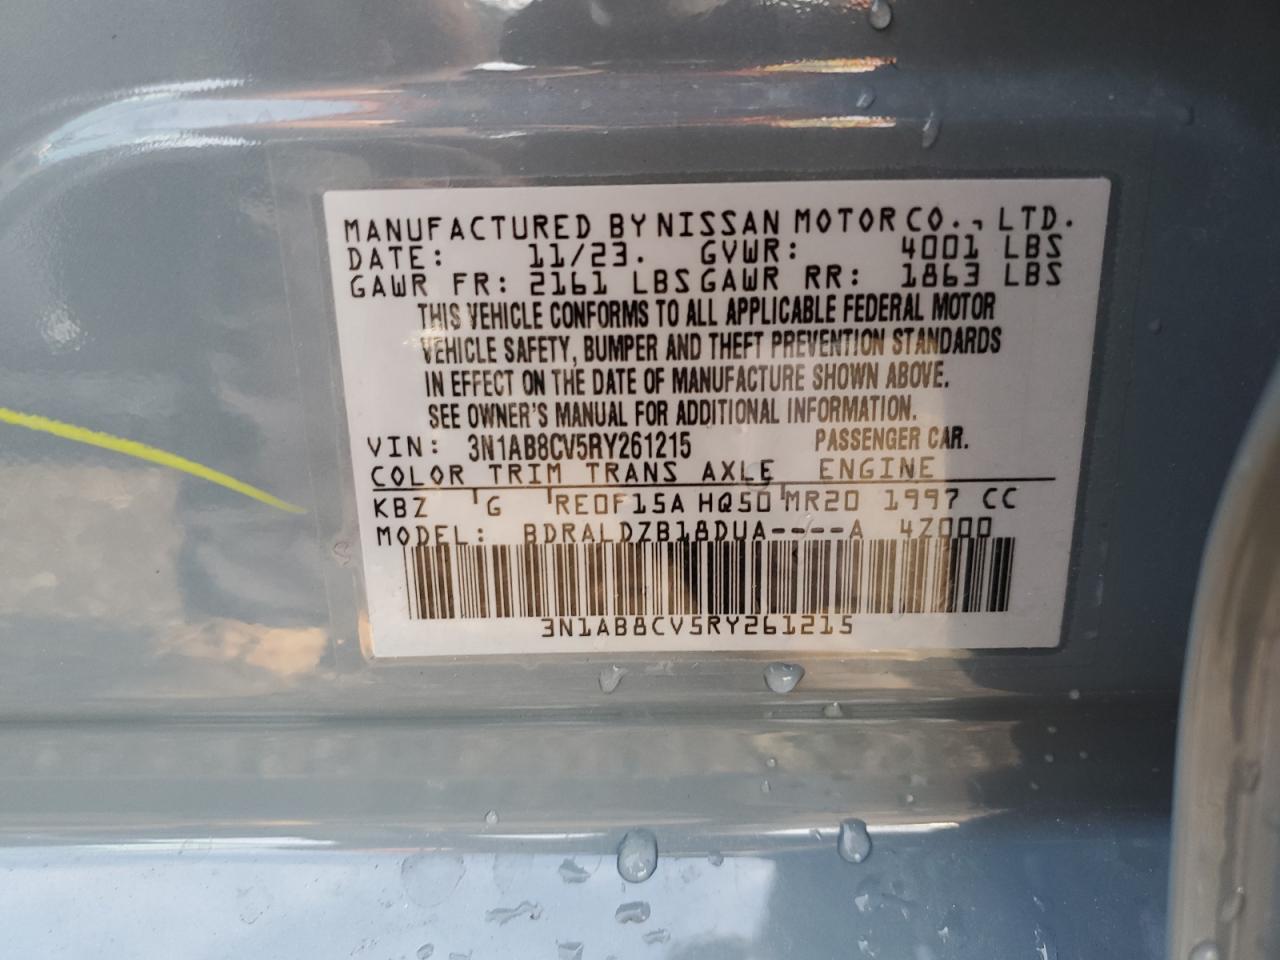 MANUFACTURED BY NISSAN MOTOR CO., LTD.
DATE: 11/23. GVWR: 4001 LBS
GAWR FR: 2161 LBS GAWR RR: 1863 LBS
THIS VEHICLE CONFORMS TO ALL APPLICABLE FEDERAL MOTOR
VEHICLE SAFETY, BUMPER AND THEFT PREVENTION STANDARDS
IN EFFECT ON THE DATE OF MANUFACTURE SHOWN ABOVE.
SEE OWNER'S MANUAL FOR ADDITIONAL INFORMATION.
VIN: 3N1AB8CV5RY261215 PASSENGER CAR.
COLOR TRIM TRANS AXLE ENGINE
KBZ G RE0F15A HQ50 MR20 1997 CC
MODEL: BDRALDZB18DUA----A 4Z000
3N1AB8CV5RY261215